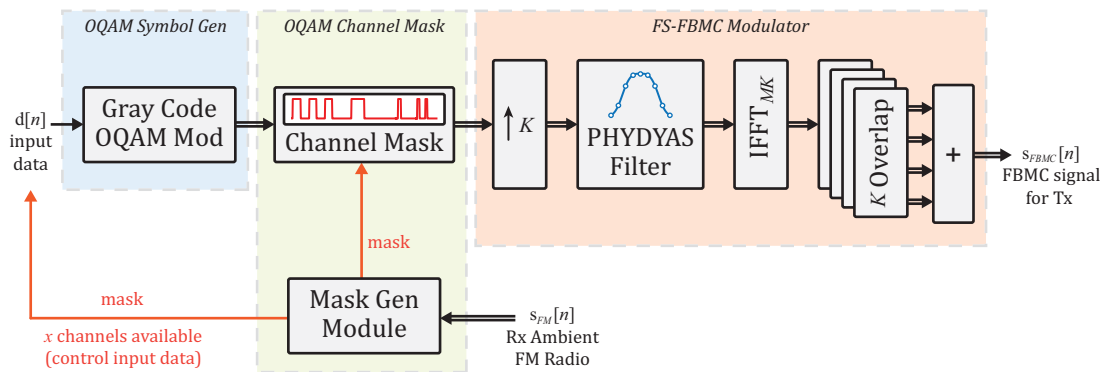 OQAM Symbol Gen
OQAM Channel Mask
FS-FBMC Modulator
d[n]
input
data
Gray Code
OQAM Mod
Channel Mask
↑ K
PHYDYAS
Filter
IFFT_MK
K Overlap
+
s_FBMC[n]
FBMC signal
for Tx
mask
mask
x channels available
(control input data)
Mask Gen
Module
s_FM[n]
Rx Ambient
FM Radio